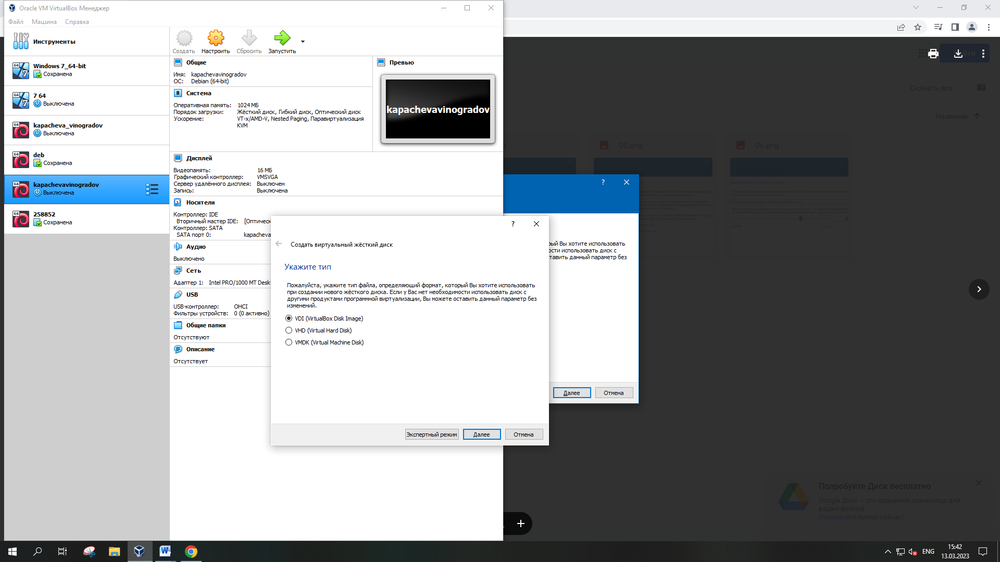 Oracle VM VirtualBox Менеджер
Файл Машина Справка
Инструменты
Создать Настроить Сбросить Запустить
Windows 7_64-bit
Сохранена
7 64
Выключена
kapacheva_vinogradov
Выключена
deb
Сохранена
kapachevavinogradov
Выключена
258852
Сохранена
Общие
Имя: kapachevavinogradov
ОС: Debian (64-bit)
Система
Оперативная память: 1024 МБ
Порядок загрузки: Жёсткий диск, Гибкий диск, Оптический диск
Ускорение: VT-x/AMD-V, Nested Paging, Паравиртуализация
KVM
Превью
kapachevavinogradov
Дисплей
Видеопамять: 16 МБ
Графический контроллер: VMSVGA
Сервер удалённого дисплея: Выключен
Запись: Выключена
Носители
Контроллер: IDE
Вторичный мастер IDE: [Оптичес
Контроллер: SATA
SATA порт 0: kapacheva
Аудио
Выключено
Сеть
Адаптер 1: Intel PRO/1000 MT Deskt
USB
USB-контроллер: OHCI
Фильтры устройств: 0 (0 активно)
Общие папки
Отсутствуют
Описание
Отсутствует
?
Создать виртуальный жёсткий диск
Укажите тип
Пожалуйста, укажите тип файла, определяющий формат, который Вы хотите использовать
при создании нового жёсткого диска. Если у Вас нет необходимости использовать диск с
другими продуктами программной виртуализации, Вы можете оставить данный параметр без
изменений.
VDI (VirtualBox Disk Image)
VHD (Virtual Hard Disk)
VMDK (Virtual Machine Disk)
Экспертный режим Далее Отмена
?
рый Вы хотите использовать
ости использовать диск с
тавить данный параметр без
Далее Отмена
Скачать все
Название
05.png
06.png
Попробуйте Диск бесплатно
Google Диск – это надежное хранилище для
ваших файлов.
Попробуйте прямо сейчас!
ENG
15:42
13.03.2023